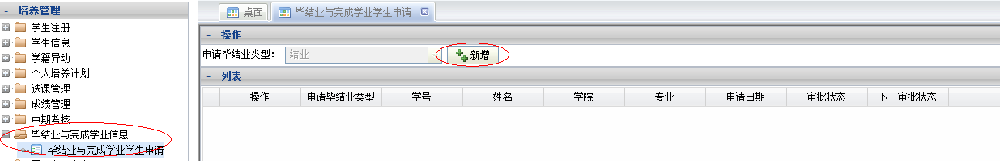 - 培养管理
学生注册
学生信息
学籍异动
个人培养计划
选课管理
成绩管理
中期考核
毕结业与完成学业信息
毕结业与完成学业学生申请
桌面 毕结业与完成学业学生申请
- 操作
申请毕结业类型： 结业 新增
- 列表
操作 申请毕结业类型 学号 姓名 学院 专业 申请日期 审批状态 下一审批状态